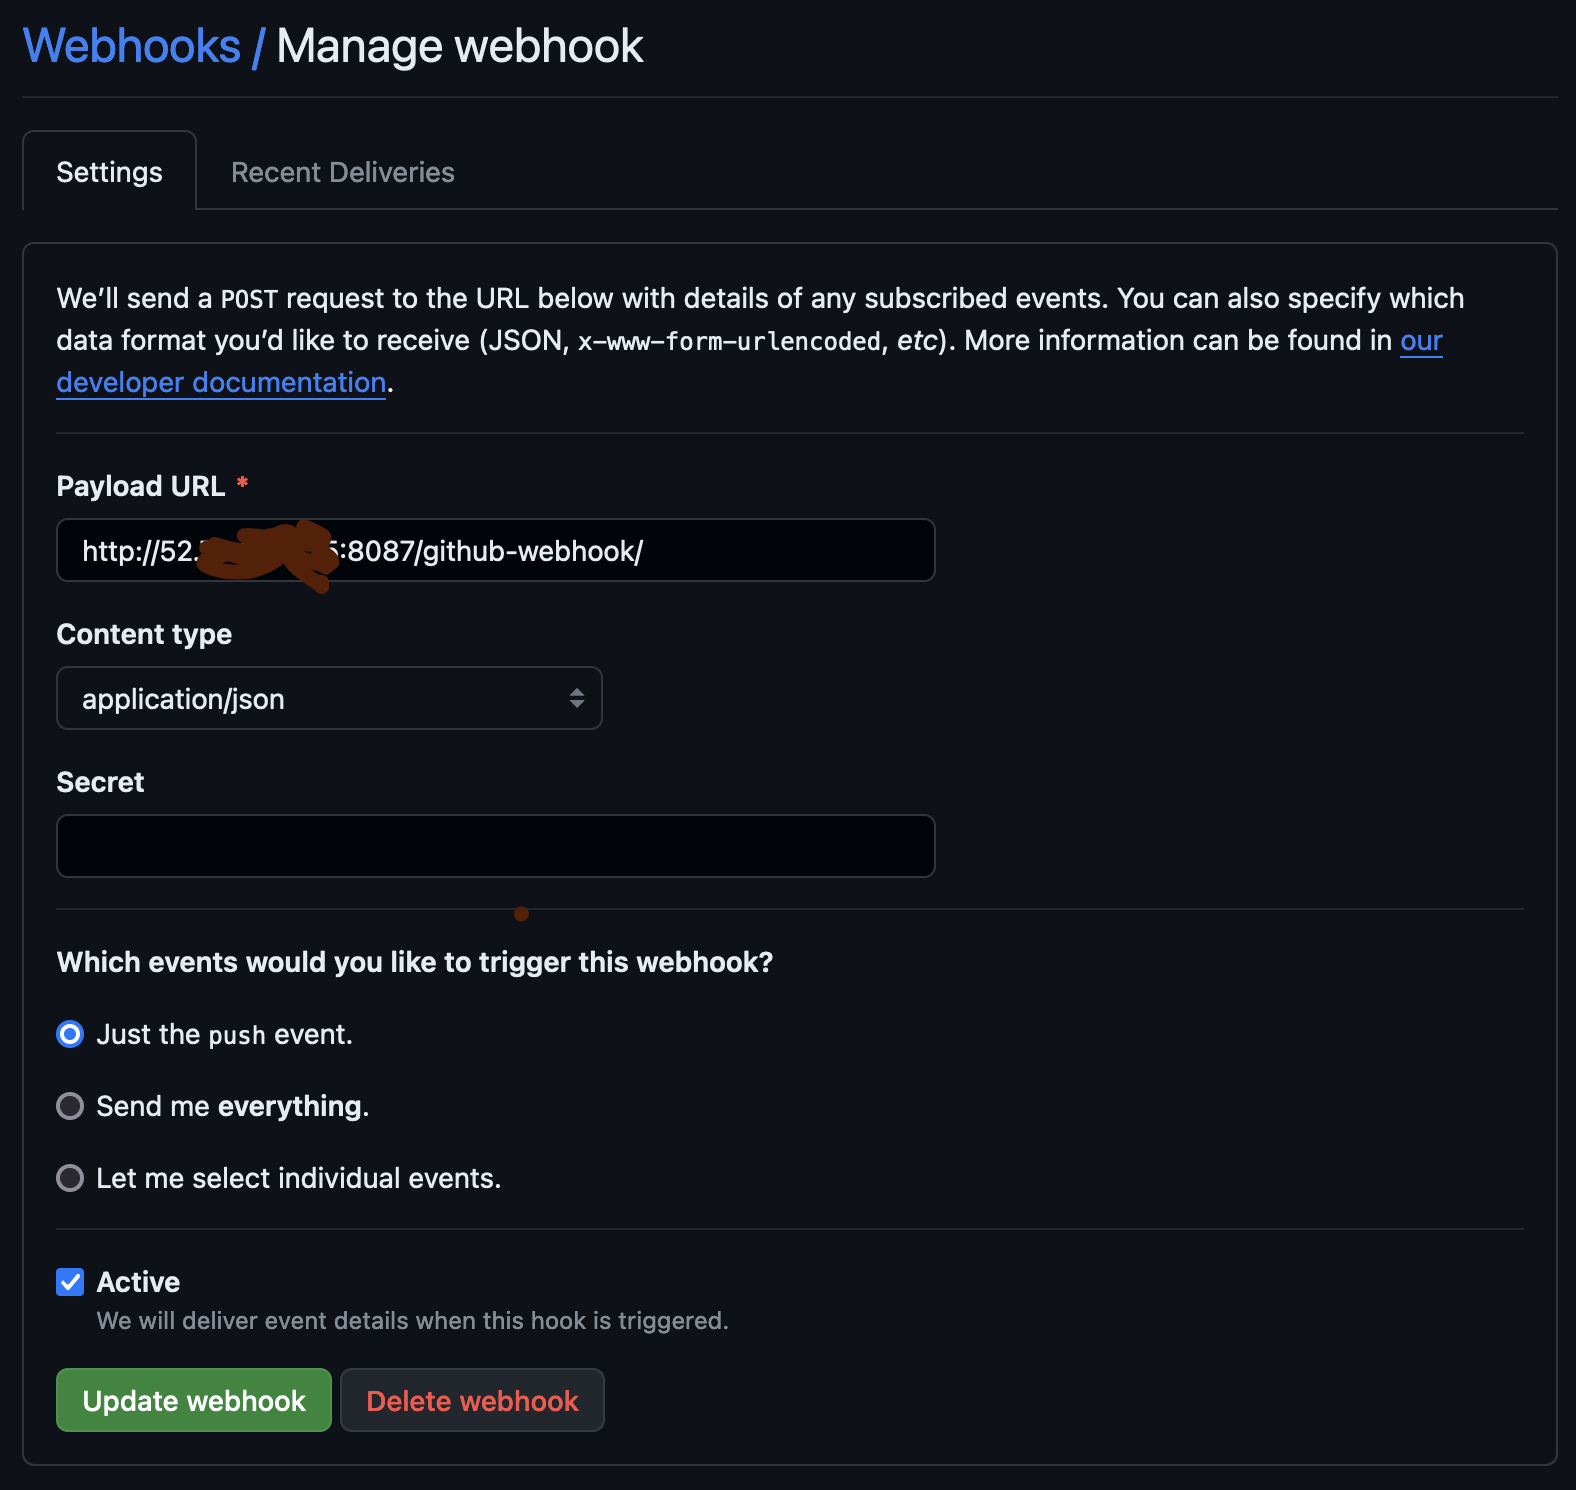 Webhooks / Manage webhook
Settings
Recent Deliveries
We’ll send a POST request to the URL below with details of any subscribed events. You can also specify which
data format you’d like to receive (JSON, x-www-form-urlencoded, etc). More information can be found in our
developer documentation.
Payload URL *
http://52. :8087/github-webhook/
Content type
application/json
Secret
Which events would you like to trigger this webhook?
Just the push event.
Send me everything.
Let me select individual events.
Active
We will deliver event details when this hook is triggered.
Update webhook
Delete webhook